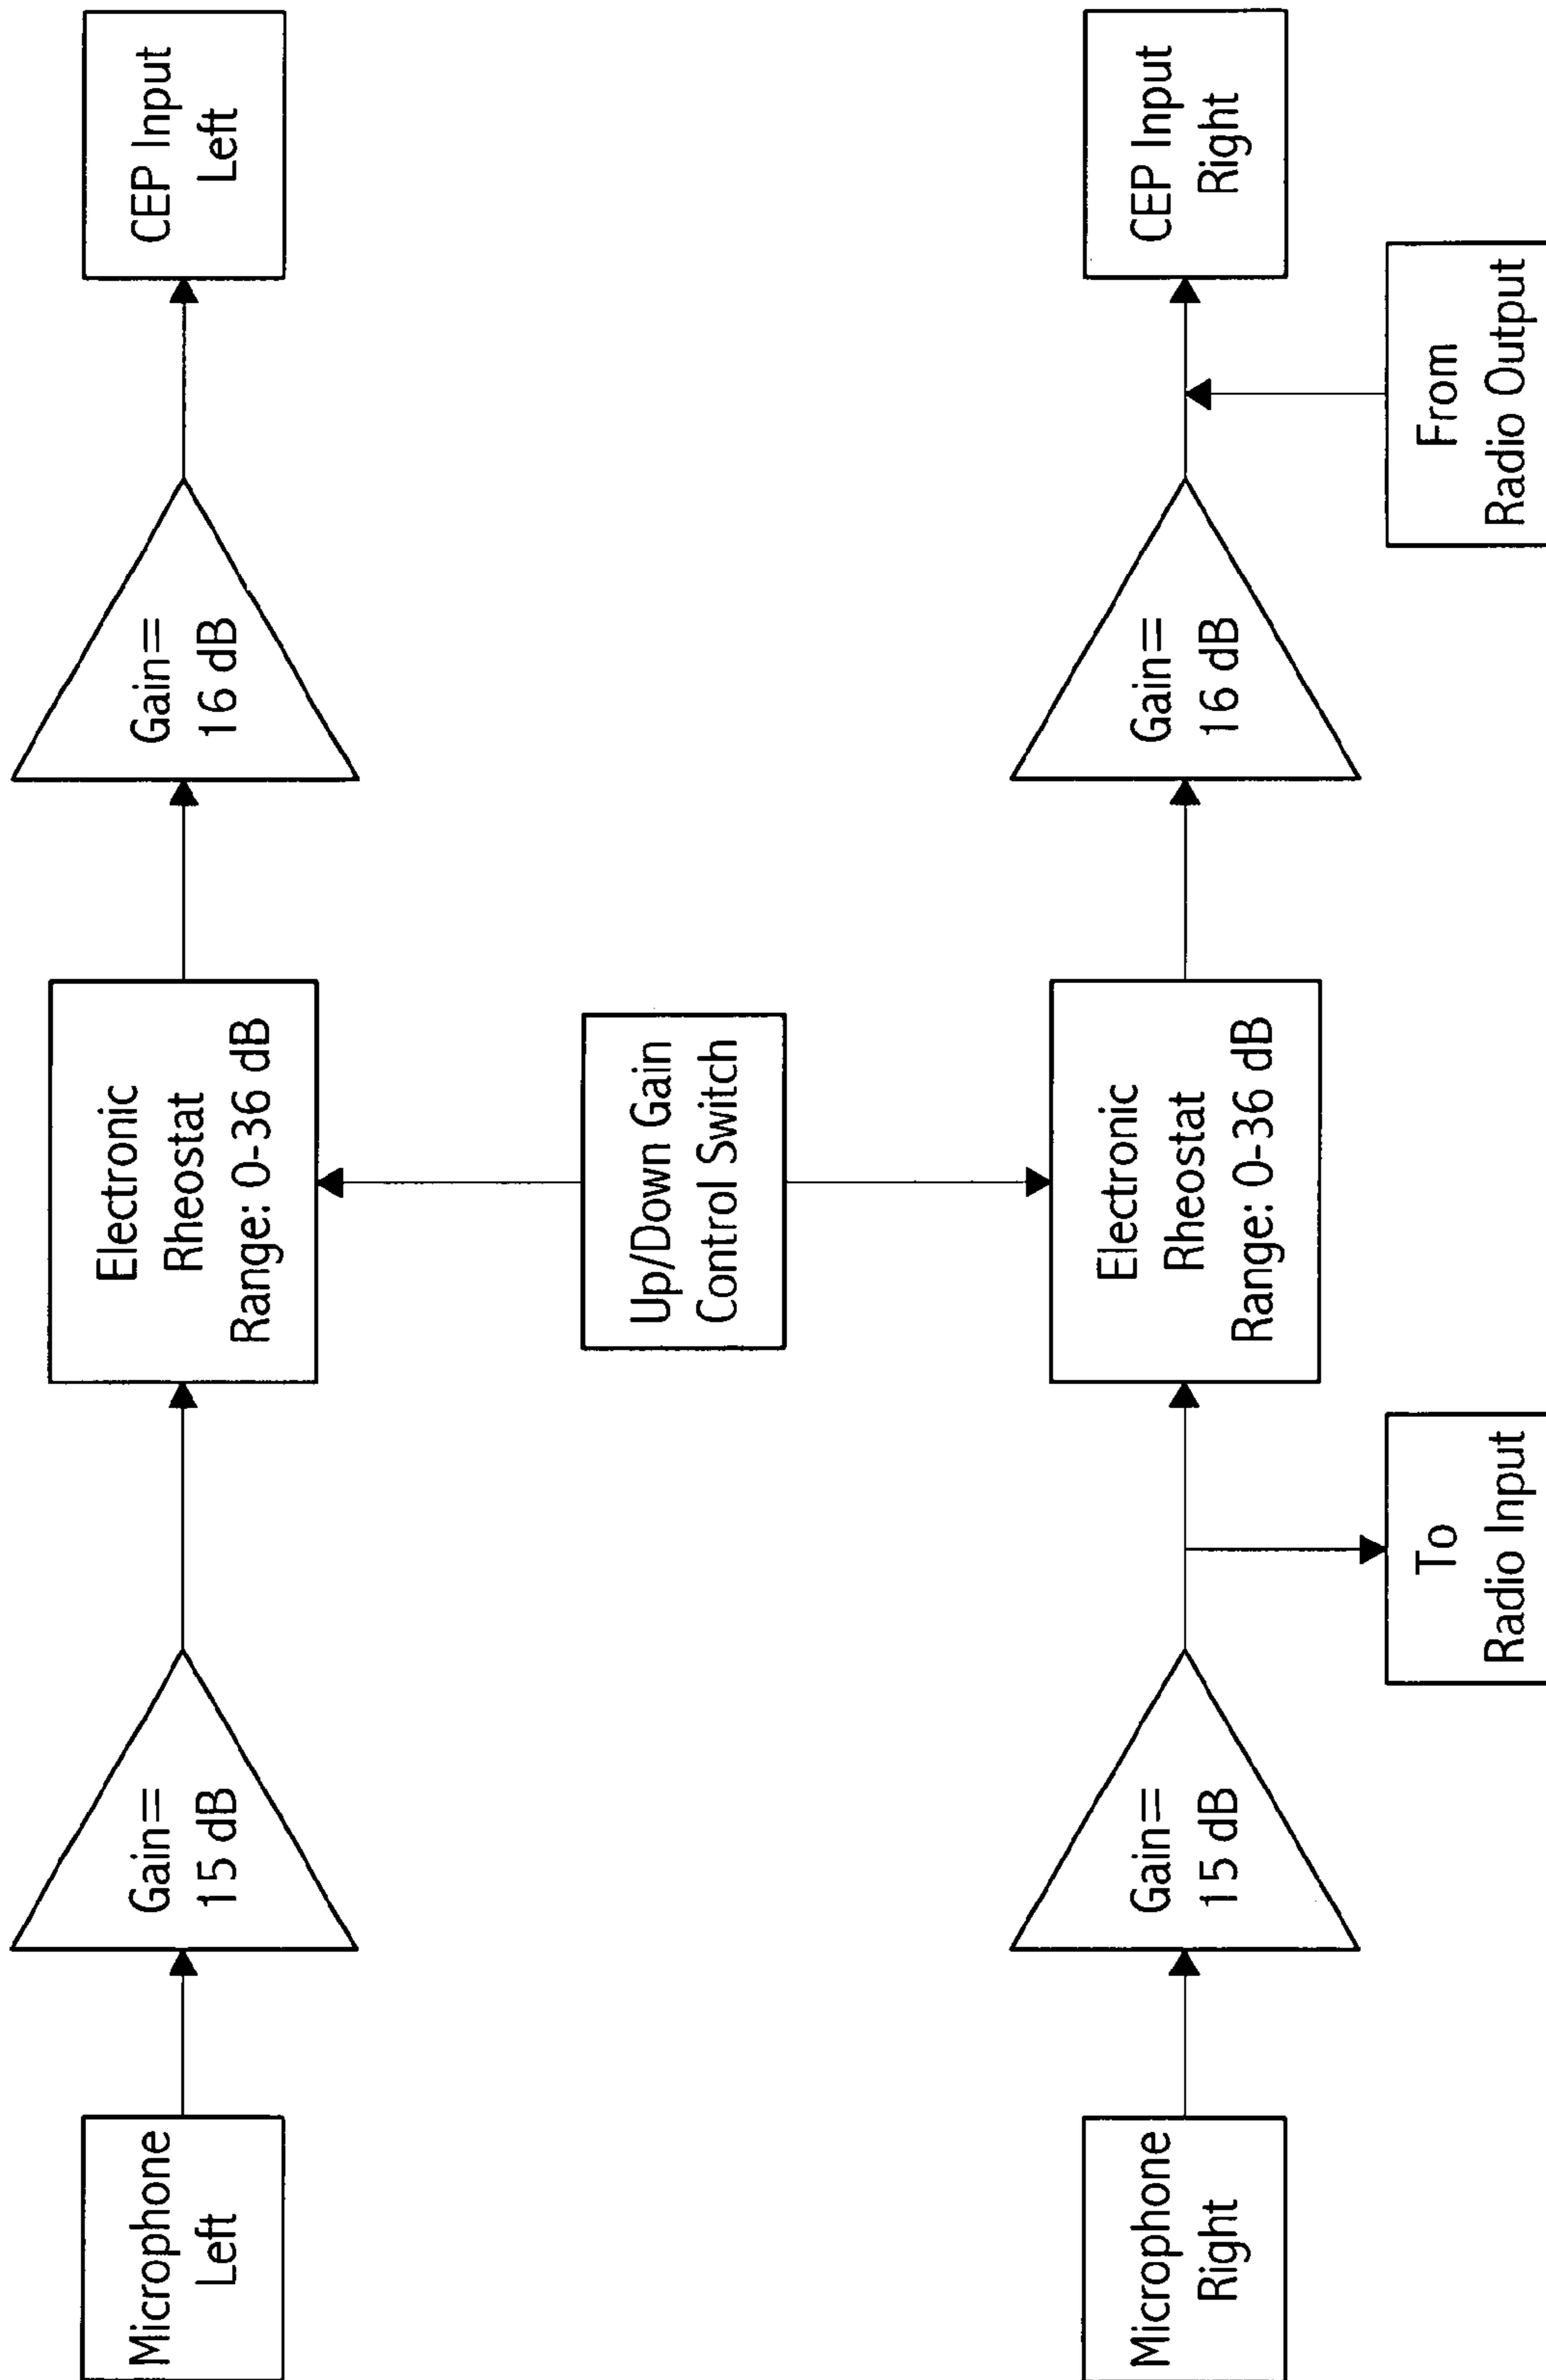 Microphone
Left
Gain=
15 dB
Electronic
Rheostat
Range: 0-36 dB
Gain=
16 dB
CEP Input
Left
Up/Down Gain
Control Switch
Microphone
Right
Gain=
15 dB
Electronic
Rheostat
Range: 0-36 dB
Gain=
16 dB
CEP Input
Right
To
Radio Input
From
Radio Output